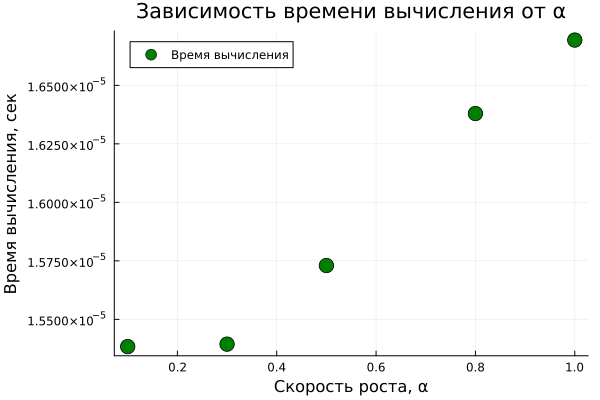 Зависимость времени вычисления от α
Время вычисления
Время вычисления, сек
1.6500×10⁻⁵
1.6250×10⁻⁵
1.6000×10⁻⁵
1.5750×10⁻⁵
1.5500×10⁻⁵
0.2 0.4 0.6 0.8 1.0
Скорость роста, α